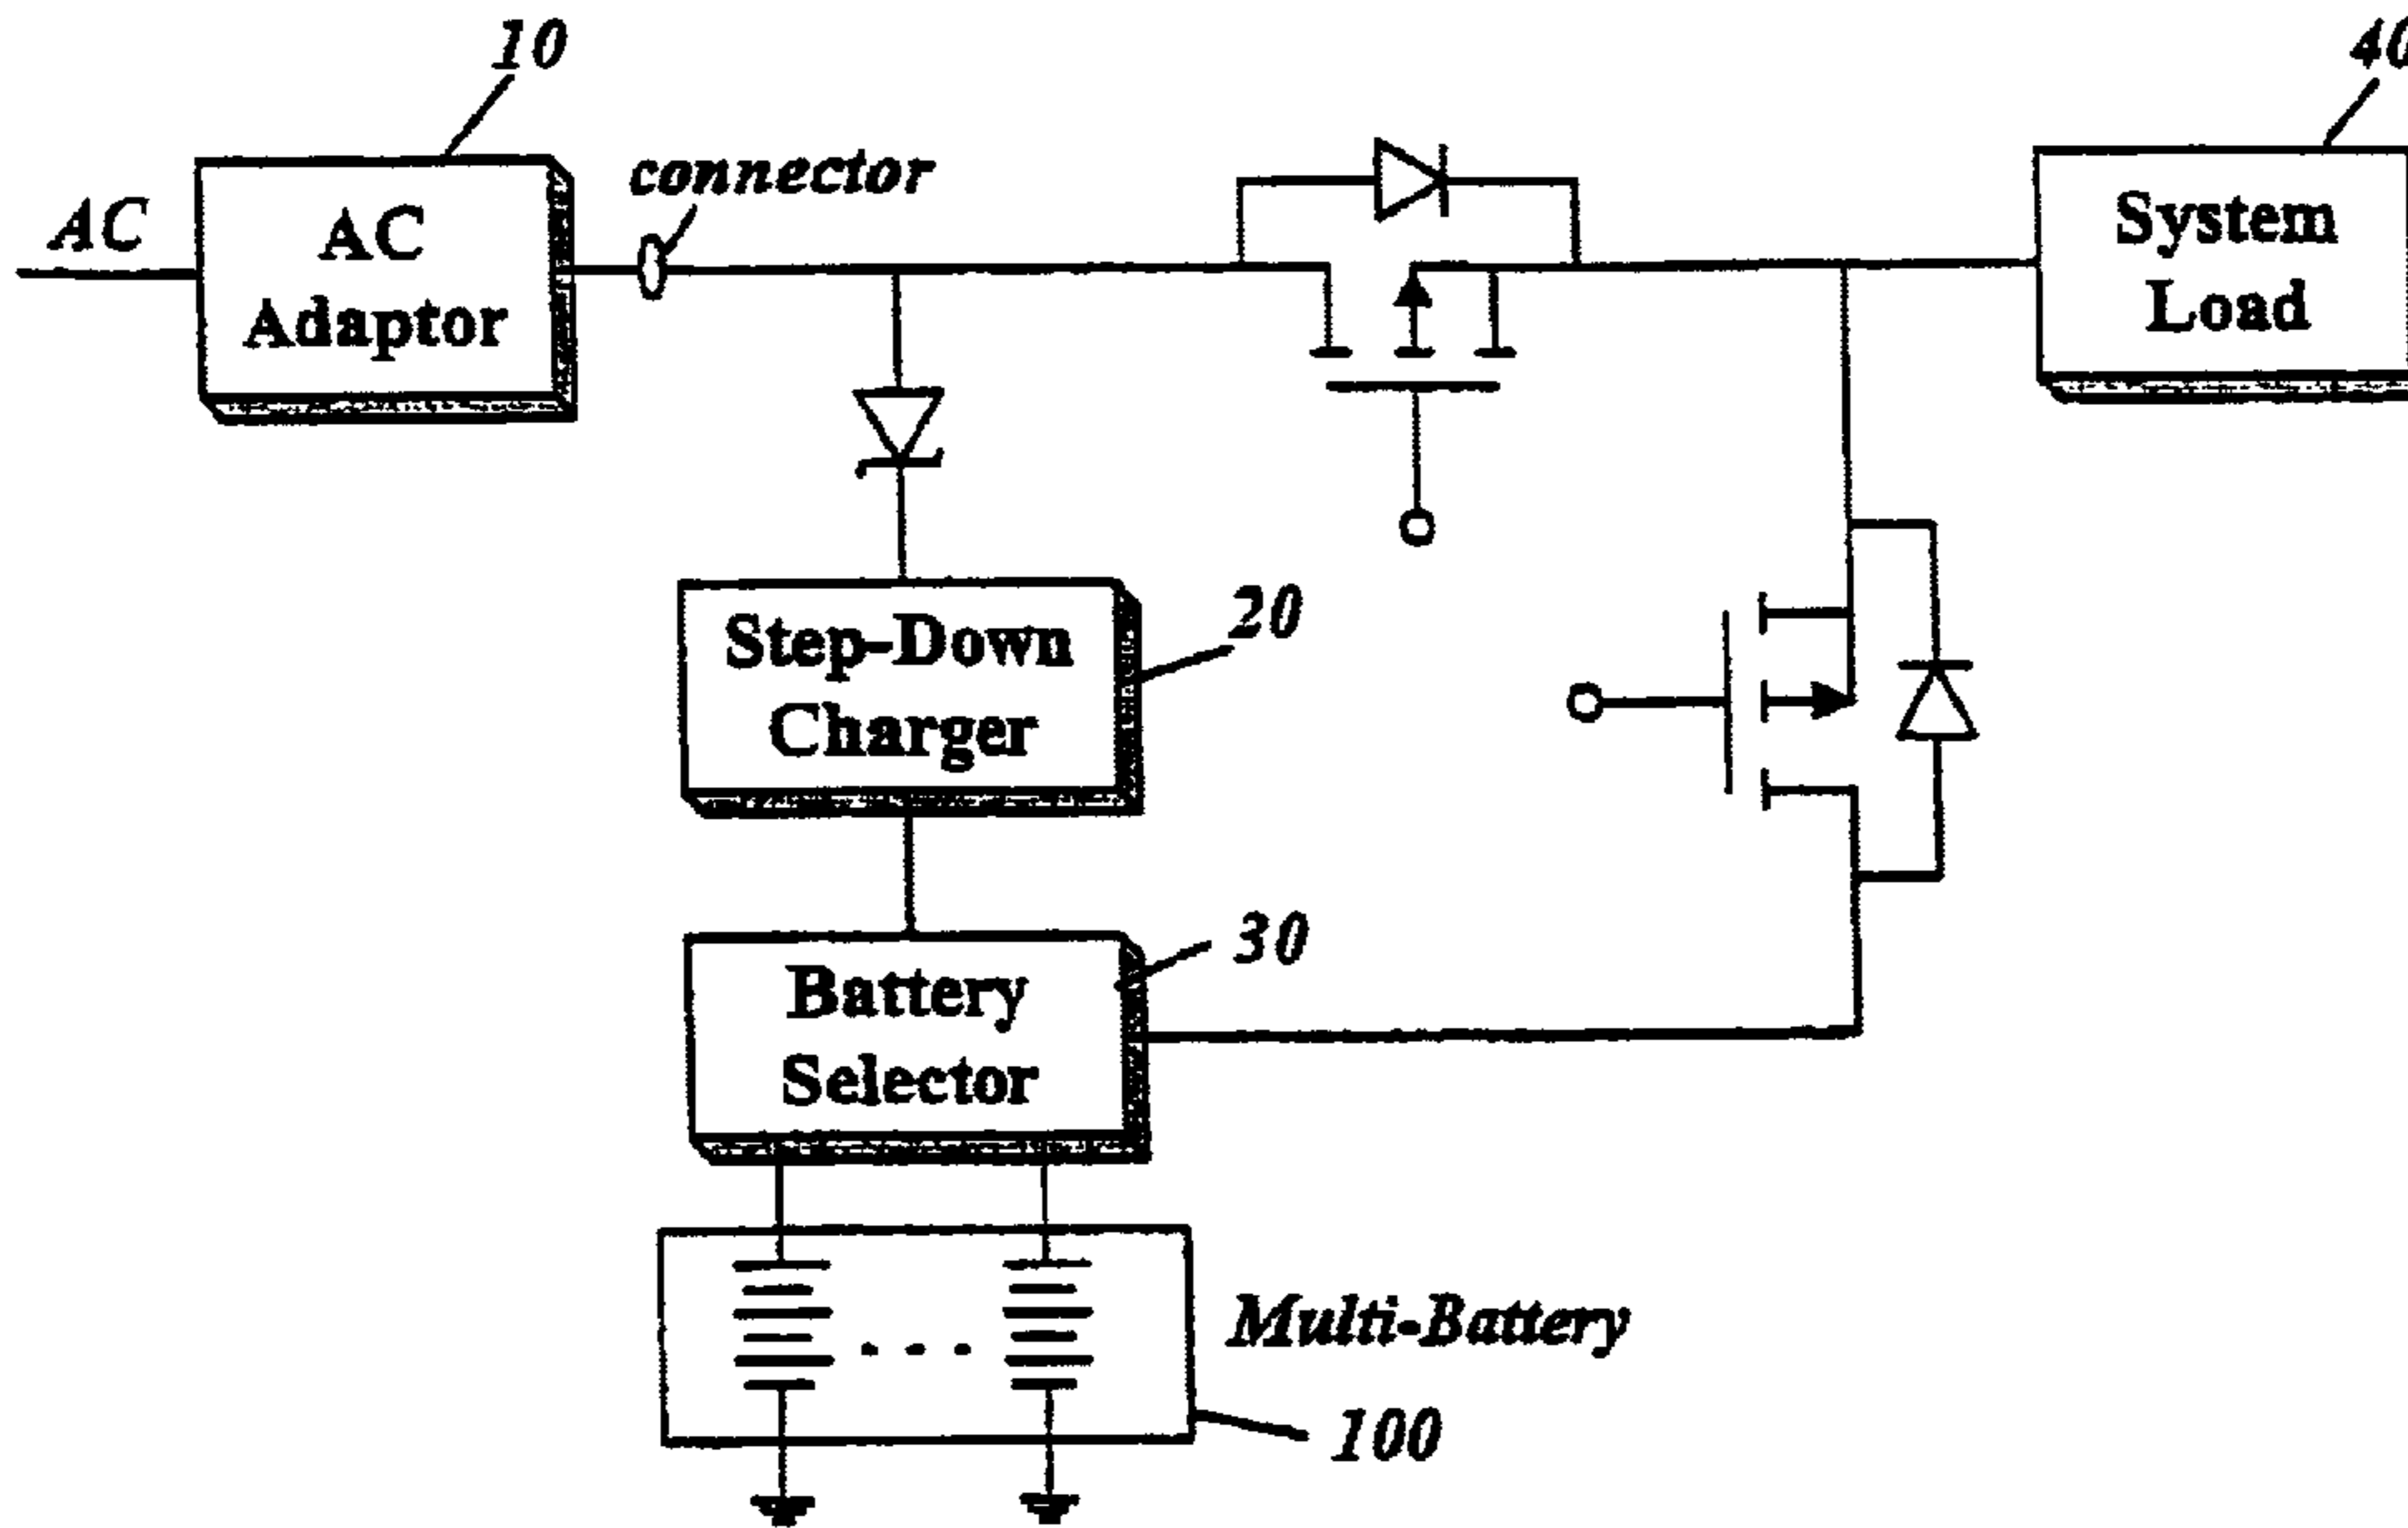 10
40
AC
AC
Adaptor
connector
System
Load
Step-Down
Charger
20
Battery
Selector
30
Multi-Battery
100